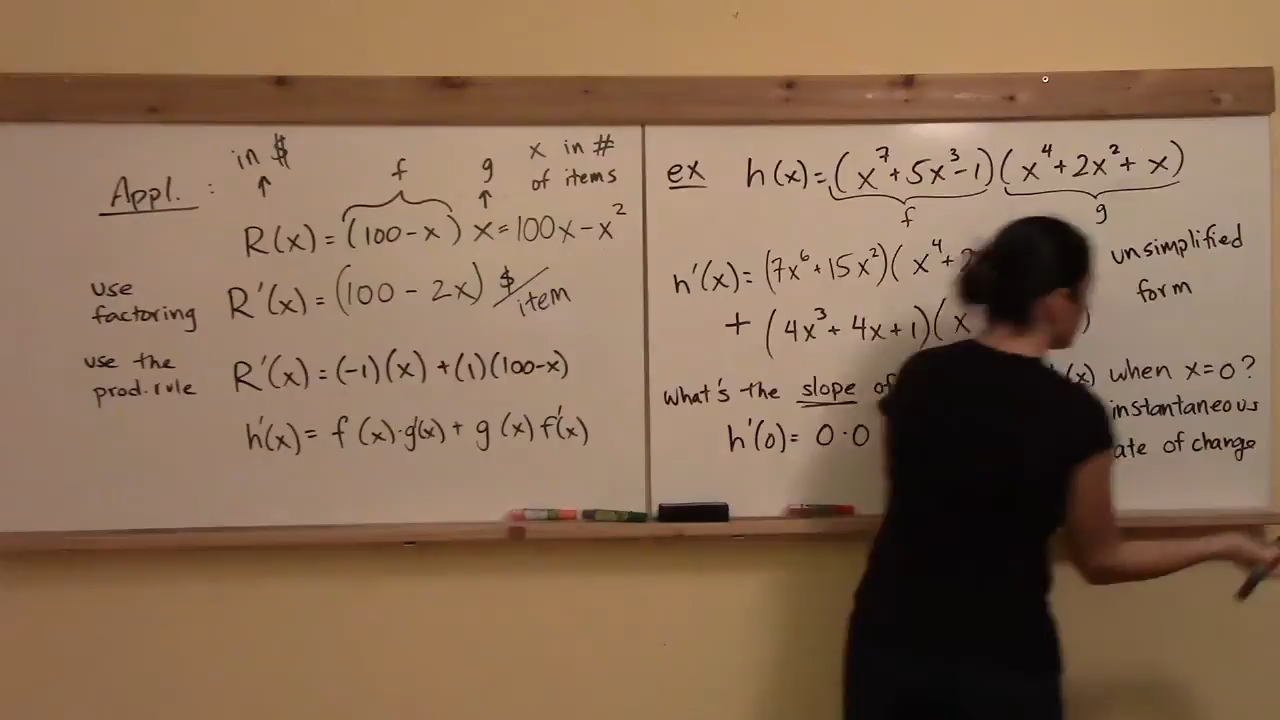 Appl. : in $ ↑ f g ↑ x in # of items
R(x) = (100-x) x = 100x - x²
use factoring R'(x) = (100 - 2x) $/item
use the prod. rule R'(x) = (-1)(x) + (1)(100-x)
h'(x) = f(x)·g'(x) + g(x)f'(x)
ex h(x) = (x⁷+5x³-1)(x⁴+2x²+x)
f g
h'(x) = (7x⁶+15x²)(x⁴+2
unsimplified form
+ (4x³+4x+1)(x )
What's the slope of (x) when x=0?
instantaneous
h'(0) = 0·0
ate of change